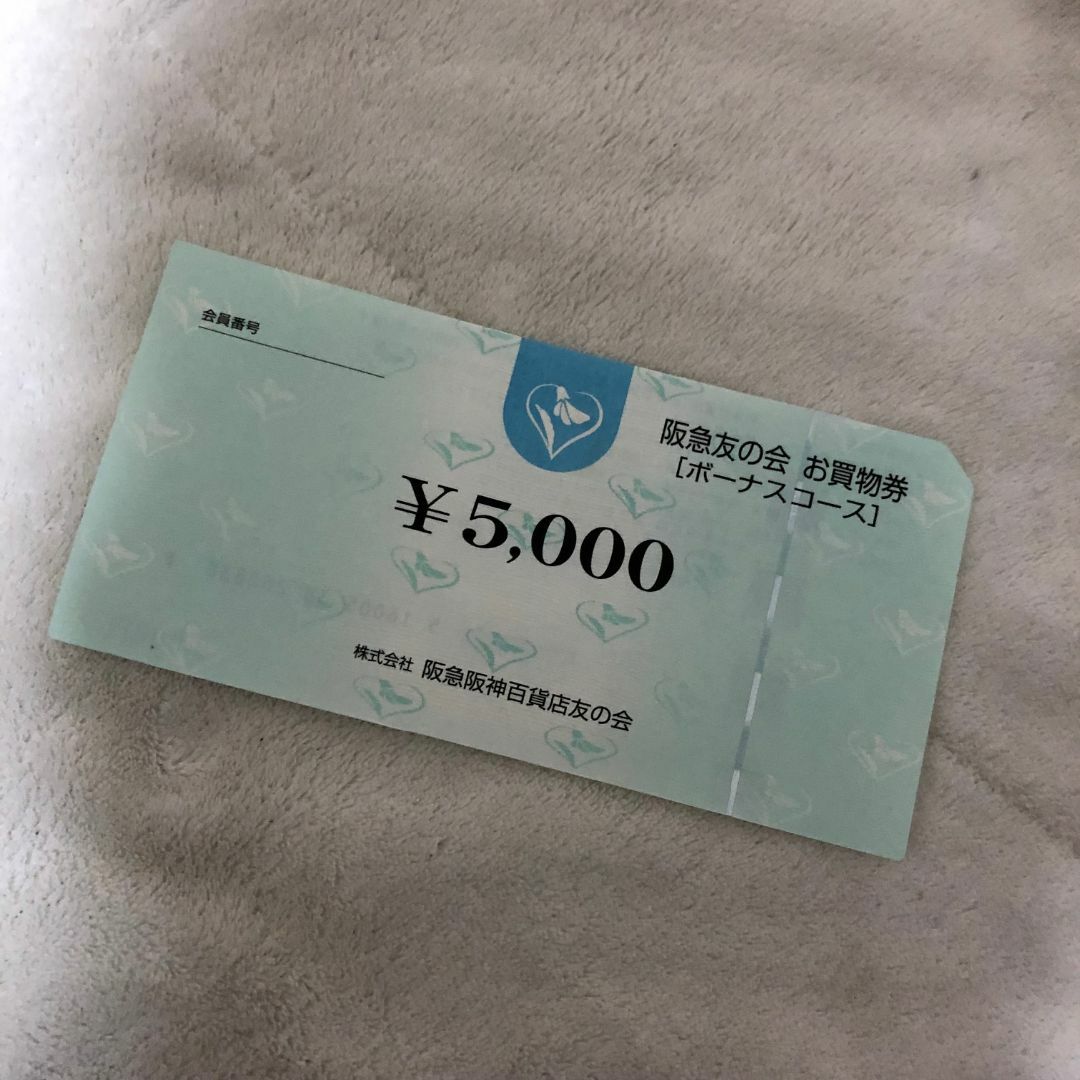 会員番号
阪急友の会 お買物券
[ボーナスコース]
¥5,000
株式会社 阪急阪神百貨店友の会